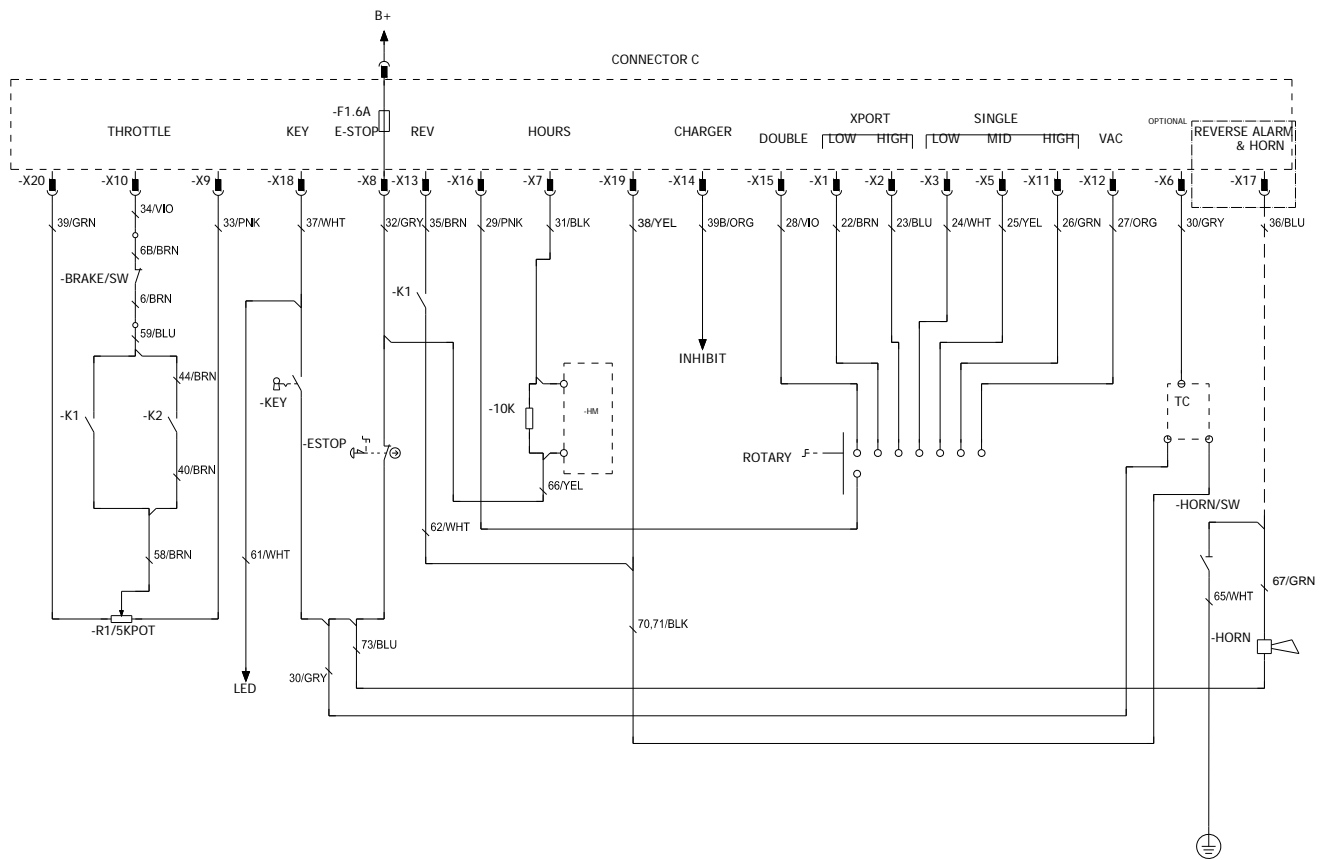 B+
CONNECTOR C
-F1.6A
THROTTLE KEY E-STOP REV HOURS CHARGER DOUBLE XPORT SINGLE VAC OPTIONAL REVERSE ALARM
LOW HIGH LOW MID HIGH & HORN
-X20 -X10 -X9 -X18 -X8 -X13 -X16 -X7 -X19 -X14 -X15 -X1 -X2 -X3 -X5 -X11 -X12 -X6 -X17
34/VIO
39/GRN 33/PNK 37/WHT 32/GRY 35/BRN 29/PNK 31/BLK 38/YEL 39B/ORG 28/VIO 22/BRN 23/BLU 24/WHT 25/YEL 26/GRN 27/ORG 30/GRY 36/BLU
6B/BRN
-BRAKE/SW
-K1
6/BRN
59/BLU
INHIBIT
44/BRN
-KEY
-K1 -K2
-10K
-HM
TC
-ESTOP
ROTARY
40/BRN
66/YEL
-HORN/SW
62/WHT
58/BRN
61/WHT
67/GRN
65/WHT
-R1/5KPOT
70,71/BLK
-HORN
73/BLU
30/GRY
LED